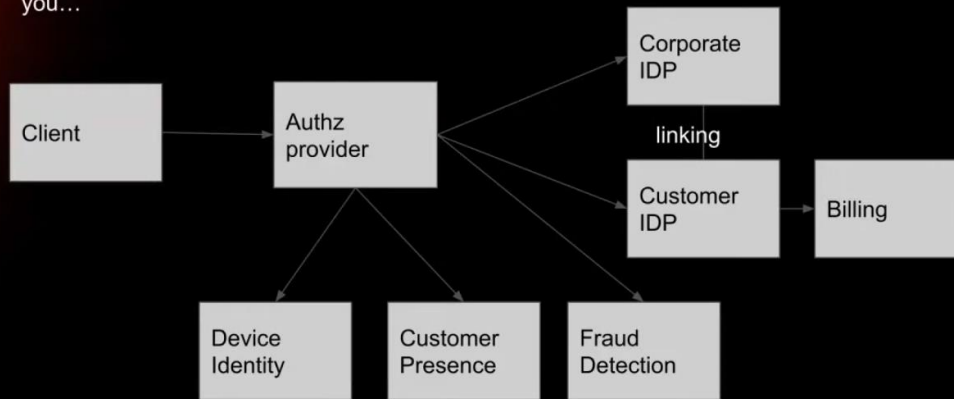 you…
Client
Authz
provider
Corporate
IDP
linking
Customer
IDP
Billing
Device
Identity
Customer
Presence
Fraud
Detection